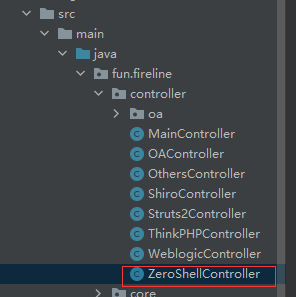 src
main
java
fun.fireline
controller
oa
MainController
OAController
OthersController
ShiroController
Struts2Controller
ThinkPHPController
WeblogicController
ZeroShellController
core